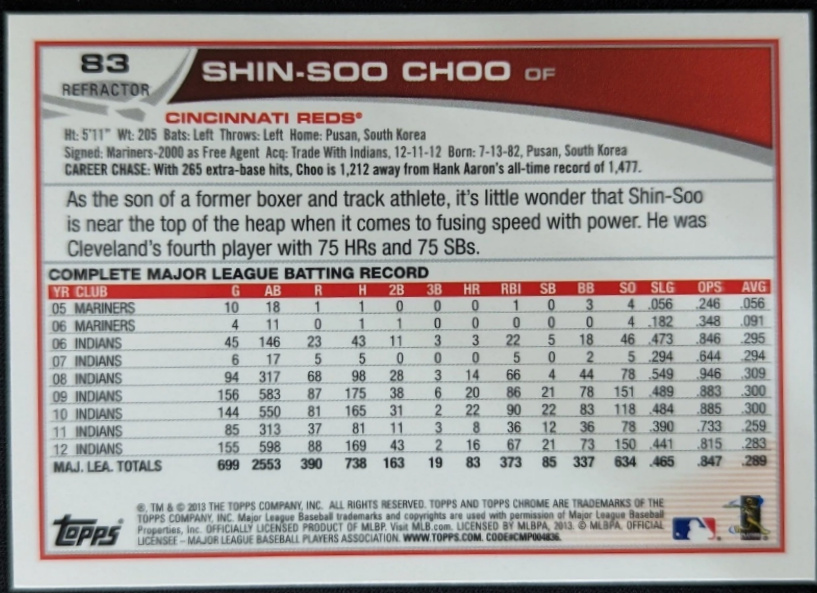 83
REFRACTOR
SHIN-SOO CHOO OF
CINCINNATI REDS®
Ht: 5'11" Wt: 205 Bats: Left Throws: Left Home: Pusan, South Korea
Signed: Mariners-2000 as Free Agent Acq: Trade With Indians, 12-11-12 Born: 7-13-82, Pusan, South Korea
CAREER CHASE: With 265 extra-base hits, Choo is 1,212 away from Hank Aaron's all-time record of 1,477.
As the son of a former boxer and track athlete, it's little wonder that Shin-Soo
is near the top of the heap when it comes to fusing speed with power. He was
Cleveland's fourth player with 75 HRs and 75 SBs.
COMPLETE MAJOR LEAGUE BATTING RECORD
YR CLUB G AB R H 2B 3B HR RBI SB BB SO SLG OPS AVG
05 MARINERS 10 18 1 1 0 0 0 1 0 3 4 .056 .246 .056
06 MARINERS 4 11 0 1 1 0 0 0 0 0 4 .182 .348 .091
06 INDIANS 45 146 23 43 11 3 3 22 5 18 46 .473 .846 .295
07 INDIANS 6 17 5 5 0 0 0 5 0 2 5 .294 .644 .294
08 INDIANS 94 317 68 98 28 3 14 66 4 44 78 .549 .946 .309
09 INDIANS 156 583 87 175 38 6 20 86 21 78 151 .489 .883 .300
10 INDIANS 144 550 81 165 31 2 22 90 22 83 118 .484 .885 .300
11 INDIANS 85 313 37 81 11 3 8 36 12 36 78 .390 .733 .259
12 INDIANS 155 598 88 169 43 2 16 67 21 73 150 .441 .815 .283
MAJ. LEA. TOTALS 699 2553 390 738 163 19 83 373 85 337 634 .465 .847 .289
®, TM & © 2013 THE TOPPS COMPANY, INC. ALL RIGHTS RESERVED. TOPPS AND TOPPS CHROME ARE TRADEMARKS OF THE
TOPPS COMPANY, INC. Major League Baseball trademarks and copyrights are used with permission of Major League Baseball
Properties, Inc. OFFICIALLY LICENSED PRODUCT OF MLBP. Visit MLB.com. LICENSED BY MLBPA, 2013. © MLBPA, OFFICIAL
LICENSEE – MAJOR LEAGUE BASEBALL PLAYERS ASSOCIATION. WWW.TOPPS.COM. CODE#CMP004836.
TOPPS